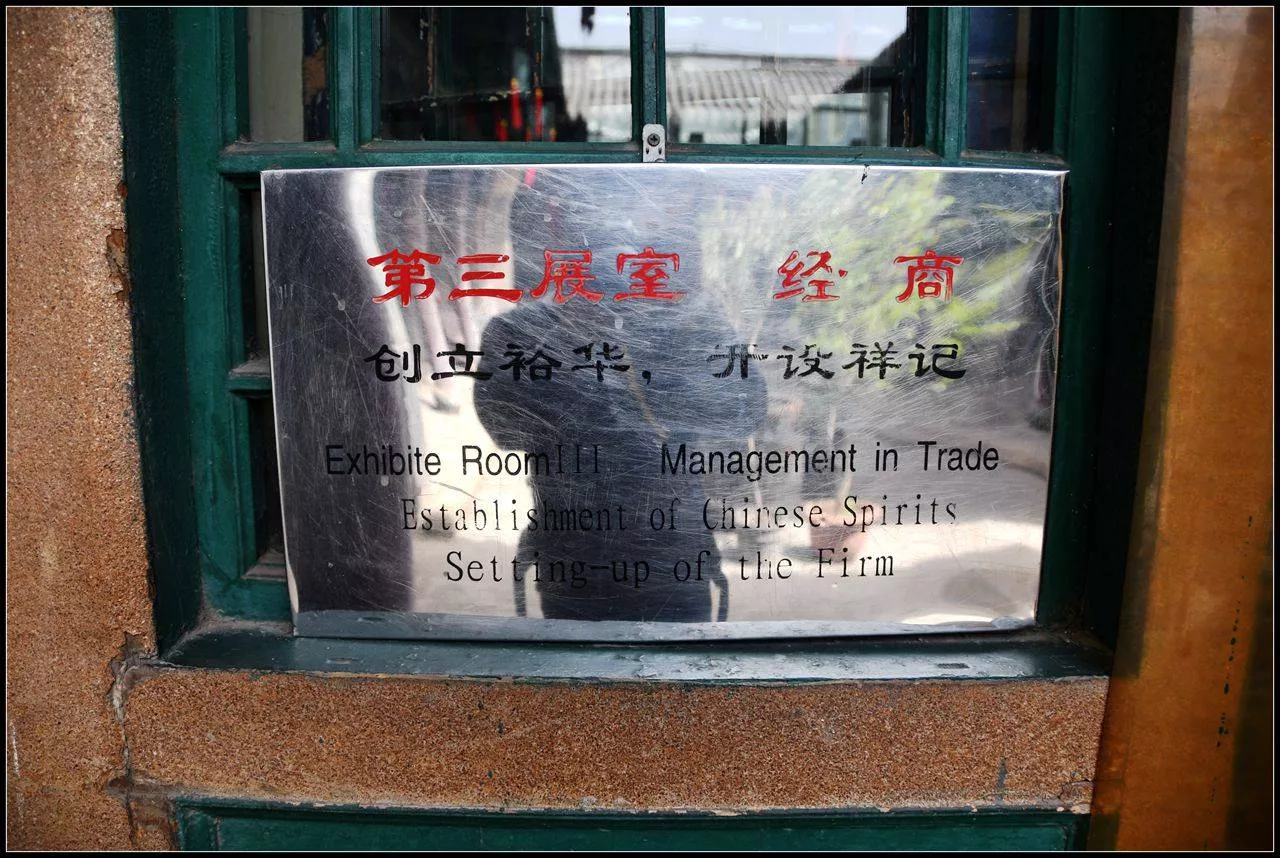 第三展室 经 商
创立裕华，开设祥记
Exhibite RoomIII Management in Trade
Establishment of Chinese Spirits
Setting-up of the Firm